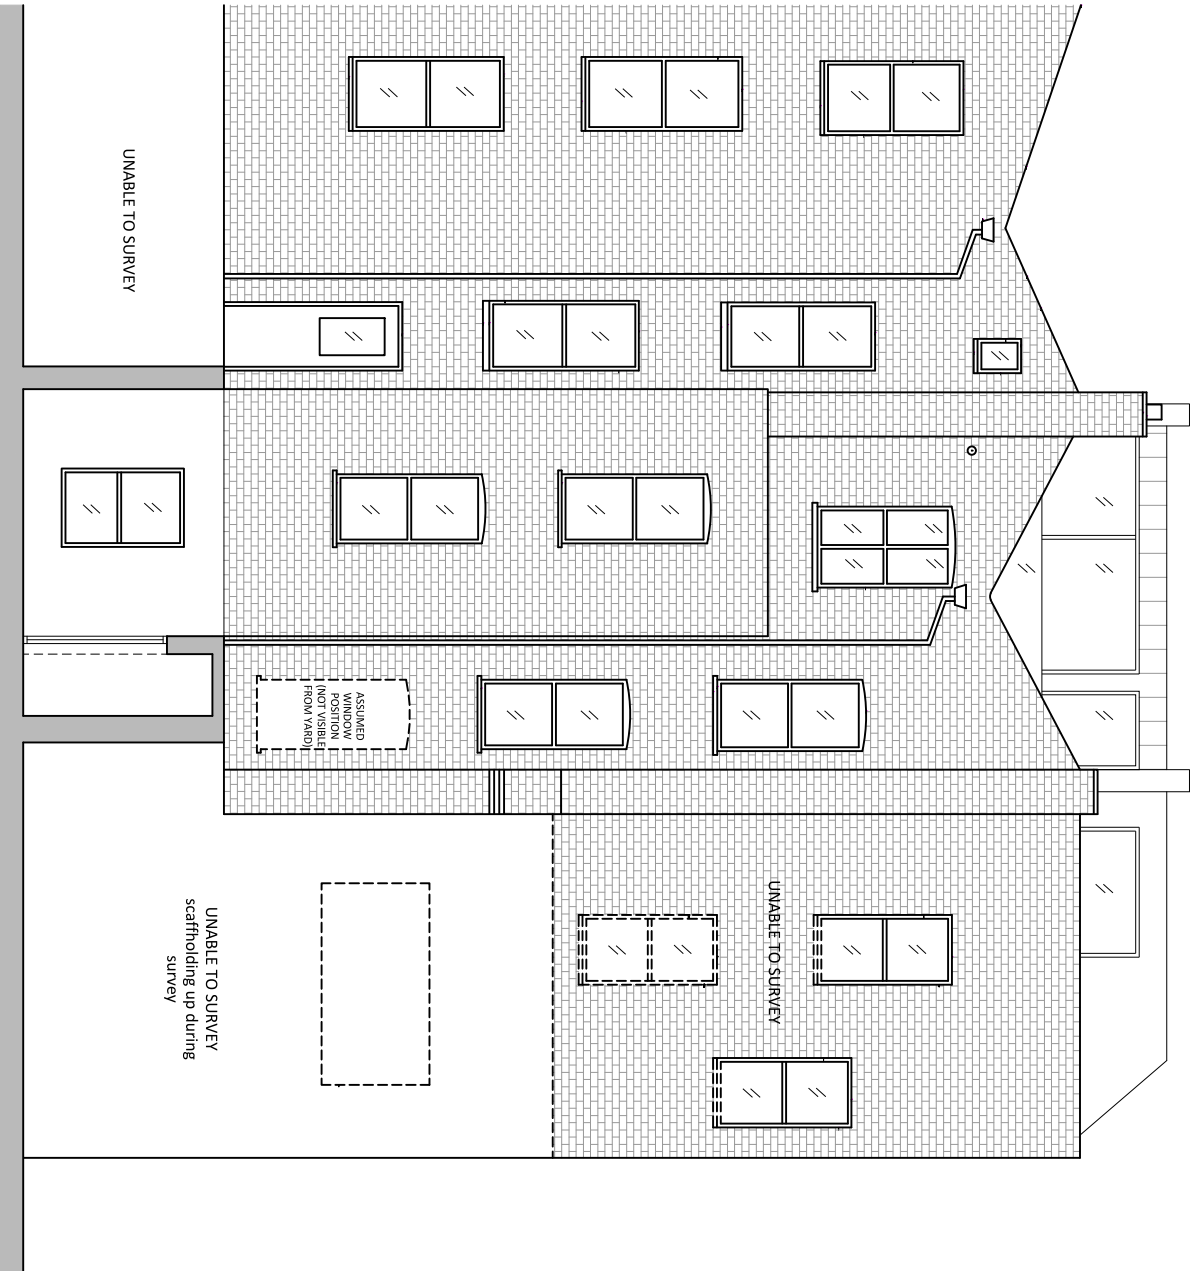 UNABLE TO SURVEY
ASSUMED
WINDOW
POSITION
(NOT VISIBLE
FROM YARD)
UNABLE TO SURVEY
UNABLE TO SURVEY
scaffholding up during
survey